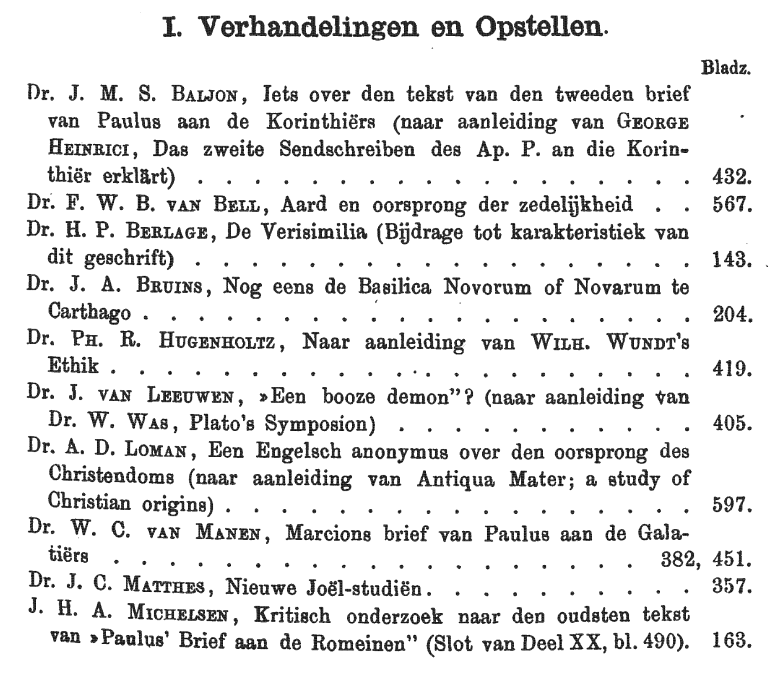 I. Verhandelingen en Opstellen.
Bladz.
Dr. J. M. S. BALJON, Iets over den tekst van den tweeden brief
van Paulus aan de Korinthiërs (naar aanleiding van GEORGE
HEINRICI, Das zweite Sendschreiben des Ap. P. an die Korin-
thiër erklärt) . . . . . . . . . . . . . . . . . . 432.
Dr. F. W. B. VAN BELL, Aard en oorsprong der zedelijkheid . . 567.
Dr. H. P. BERLAGE, De Verisimilia (Bijdrage tot karakteristiek van
dit geschrift) . . . . . . . . . . . . . . . . . . 143.
Dr. J. A. BRUINS, Nog eens de Basilica Novorum of Novarum te
Carthago . . . . . . . . . . . . . . . . . . . . 204.
Dr. PH. R. HUGENHOLTZ, Naar aanleiding van WILH. WUNDT's
Ethik . . . . . . . . . . . . . . . . . . . . . 419.
Dr. J. VAN LEEUWEN, »Een booze demon"? (naar aanleiding van
Dr. W. WAS, Plato's Symposion) . . . . . . . . . . . 405.
Dr. A. D. LOMAN, Een Engelsch anonymus over den oorsprong des
Christendoms (naar aanleiding van Antiqua Mater; a study of
Christian origins) . . . . . . . . . . . . . . . . . 597.
Dr. W. C. VAN MANEN, Marcions brief van Paulus aan de Gala-
tiërs . . . . . . . . . . . . . . . . . . . 382, 451.
Dr. J. C. MATTHES, Nieuwe Joël-studiën . . . . . . . . . . 357.
J. H. A. MICHELSEN, Kritisch onderzoek naar den oudsten tekst
van »Paulus' Brief aan de Romeinen" (Slot van Deel XX, bl. 490). 163.